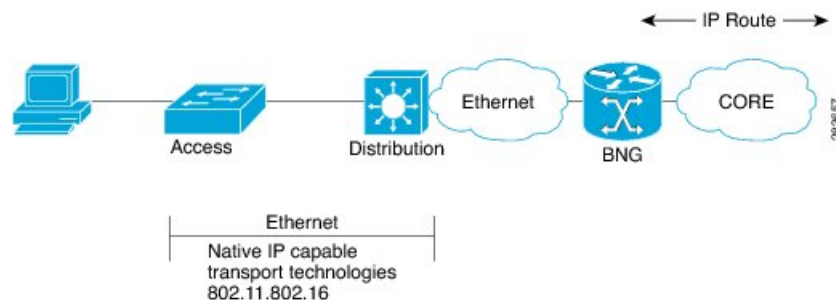 IP Route
Ethernet
CORE
Access
Distribution
BNG
Ethernet
Native IP capable
transport technologies
802.11.802.16